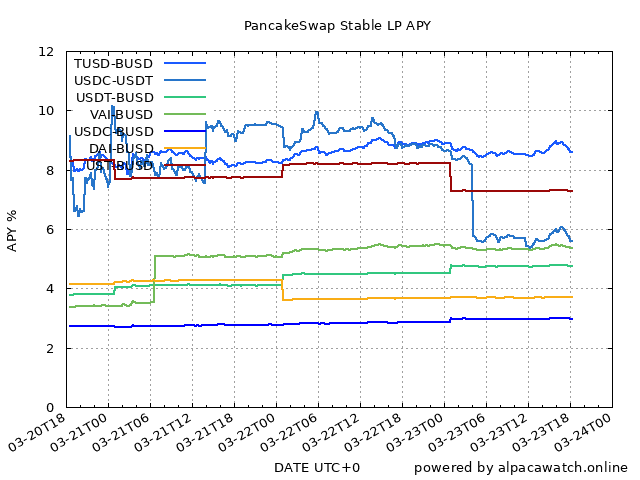 PancakeSwap Stable LP APY
12
10
8
6
4
2
0
APY %
TUSD-BUSD
USDC-USDT
USDT-BUSD
VAI-BUSD
USDC-BUSD
DAI-BUSD
UST-BUSD
03-20T18
03-21T00
03-21T06
03-21T12
03-21T18
03-22T00
03-22T06
03-22T12
03-22T18
03-23T00
03-23T06
03-23T12
03-23T18
03-24T00
DATE UTC+0
powered by alpacawatch.online